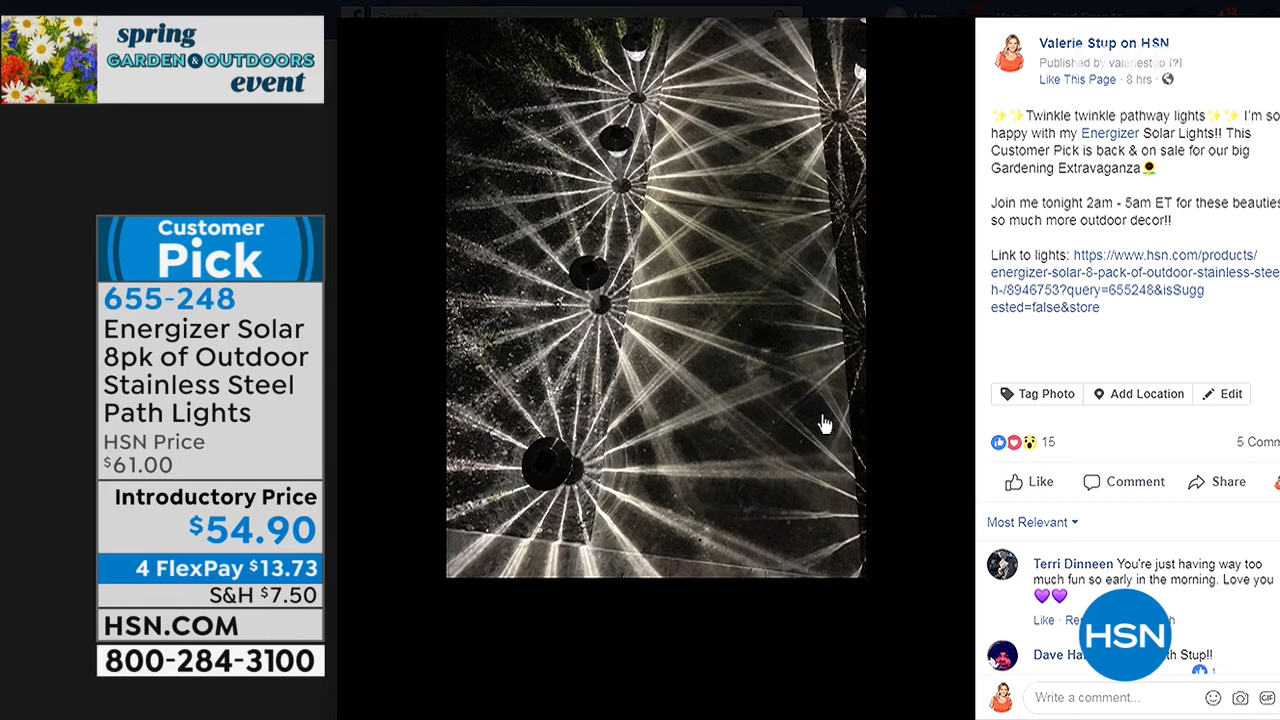 spring
GARDEN & OUTDOORS
event
Customer
Pick
655-248
Energizer Solar
8pk of Outdoor
Stainless Steel
Path Lights
HSN Price
$61.00
Introductory Price
$54.90
4 FlexPay $13.73
S&H $7.50
HSN.COM
800-284-3100
Valerie Stup on HSN
Published by valeriestup [?]
Like This Page · 8 hrs ·
✨✨Twinkle twinkle pathway lights✨✨ I'm so
happy with my Energizer Solar Lights!! This
Customer Pick is back & on sale for our big
Gardening Extravaganza🌻
Join me tonight 2am - 5am ET for these beauties
so much more outdoor decor!!
Link to lights: https://www.hsn.com/products/
energizer-solar-8-pack-of-outdoor-stainless-stee
h-/8946753?query=655248&isSugg
ested=false&store
Tag Photo
Add Location
Edit
15
5 Comm
Like
Comment
Share
Most Relevant
Terri Dinneen You're just having way too
much fun so early in the morning. Love you
💜💜
Like ·
HSN
Dave Stup!!
1
Write a comment...
GIF